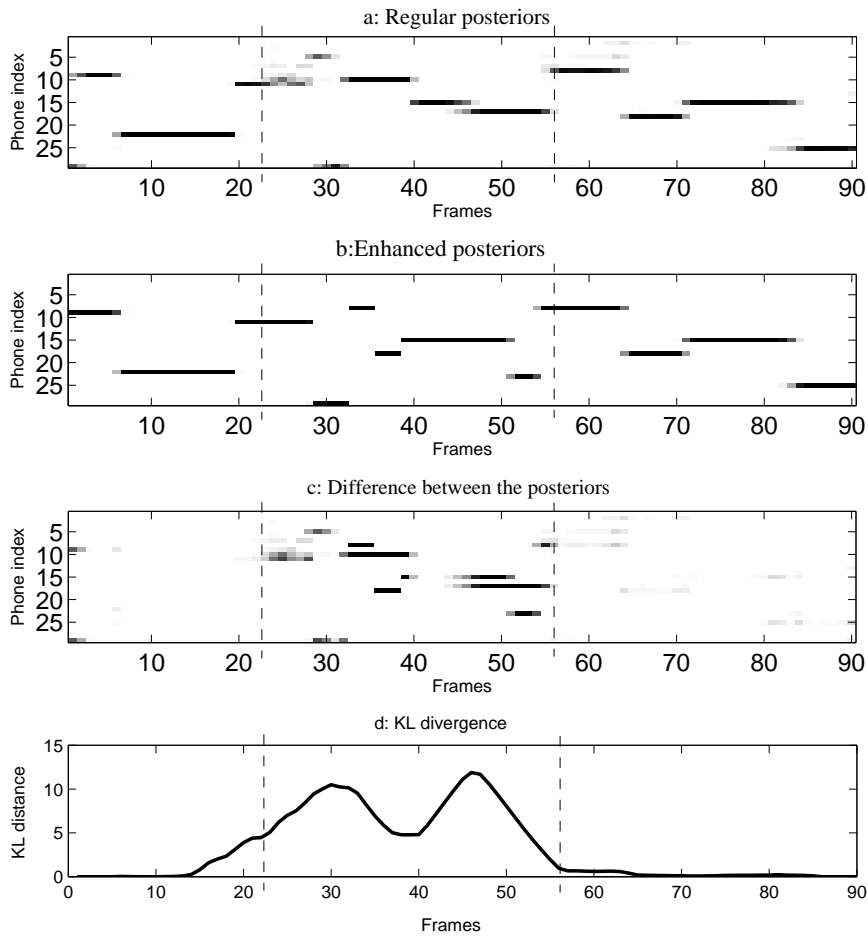 a: Regular posteriors
Phone index
5
10
15
20
25
10 20 30 40 50 60 70 80 90
Frames
b:Enhanced posteriors
Phone index
5
10
15
20
25
10 20 30 40 50 60 70 80 90
Frames
c: Difference between the posteriors
Phone index
5
10
15
20
25
10 20 30 40 50 60 70 80 90
Frames
d: KL divergence
KL distance
15
10
5
0
0 10 20 30 40 50 60 70 80 90
Frames